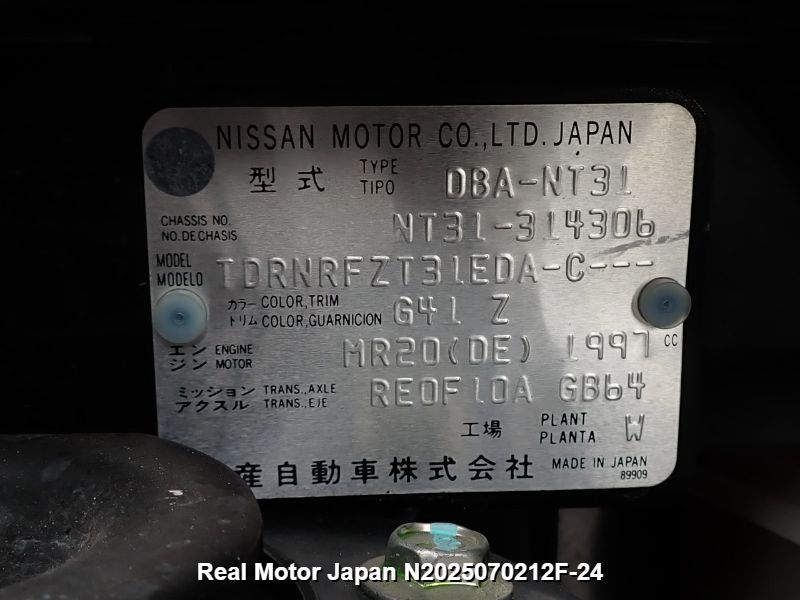 NISSAN MOTOR CO.,LTD. JAPAN
型式 TYPE TIPO DBA-NT31
CHASSIS NO. NO. DE CHASIS NT31-314306
MODEL MODELO TDRNRFZT31EDA-C---
カラー COLOR,TRIM トリム COLOR,GUARNICION G41 Z
エンジン ENGINE MOTOR MR20(DE) 1997 CC
ミッション TRANS.,AXLE アクスル TRANS.,EJE RE0F10A GB64
工場 PLANT PLANTA W
産自動車株式会社 MADE IN JAPAN
89909
Real Motor Japan N2025070212F-24